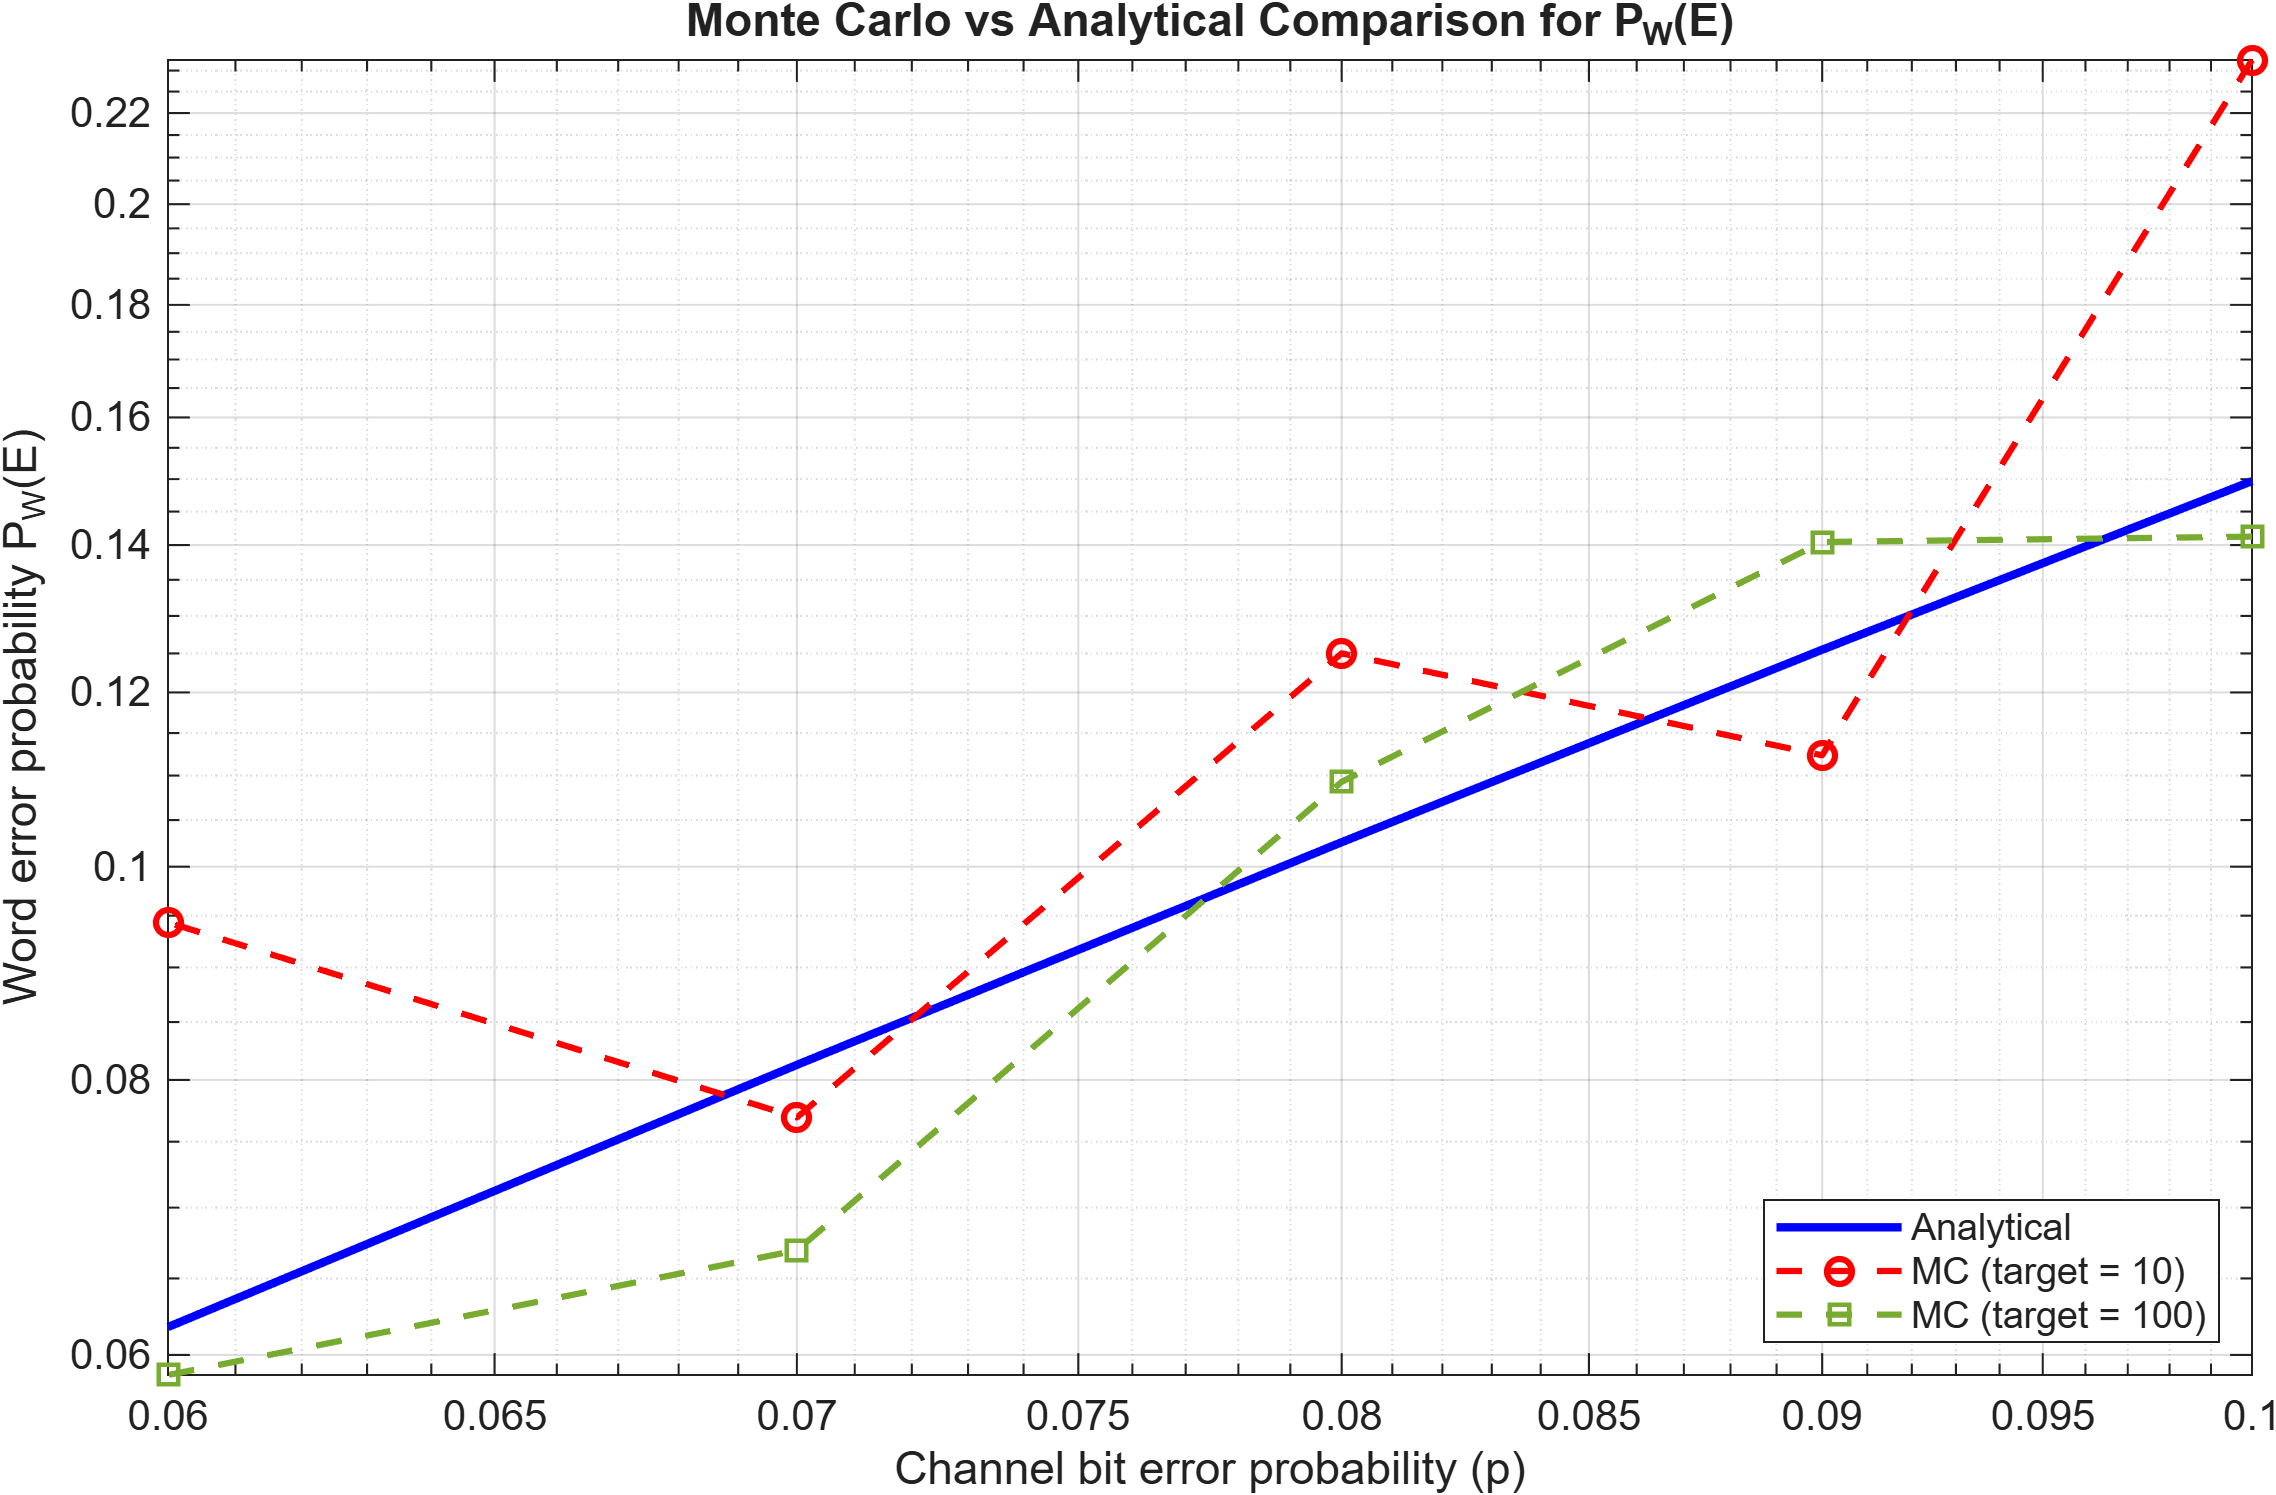 Monte Carlo vs Analytical Comparison for P_W(E)
Word error probability P_W(E)
0.22
0.2
0.18
0.16
0.14
0.12
0.1
0.08
0.06
0.06 0.065 0.07 0.075 0.08 0.085 0.09 0.095 0.1
Channel bit error probability (p)
Analytical
MC (target = 10)
MC (target = 100)